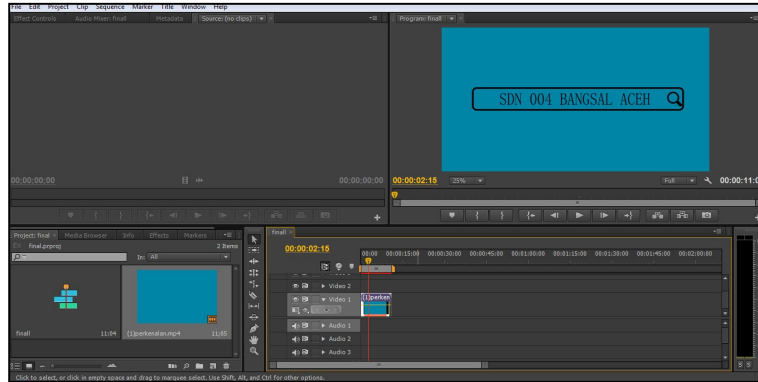 File Edit Project Clip Sequence Marker Title Window Help
Effect Controls Audio Mixer: finall Metadata Source: (no clips)
Program: finall
SDN 004 BANGSAL ACEH
00;00;00;00 00;00;00;00
00:00:02:15 25% Full 00:00:11:0
Project: final Media Browser Info Effects Markers
final.prproj 2 Items
In: All
finall 11:04 (1)perkenalan.mp4 11;05
finall
00:00:02:15
00:00 00:00:15:00 00:00:30:00 00:00:45:00 00:01:00:00 00:01:15:00 00:01:30:00 00:01:45:00 00:02:00:00
Video 2
Video 1 (1)perken
Audio 1
Audio 2
Audio 3
S S
Click to select, or click in empty space and drag to marquee select. Use Shift, Alt, and Ctrl for other options.